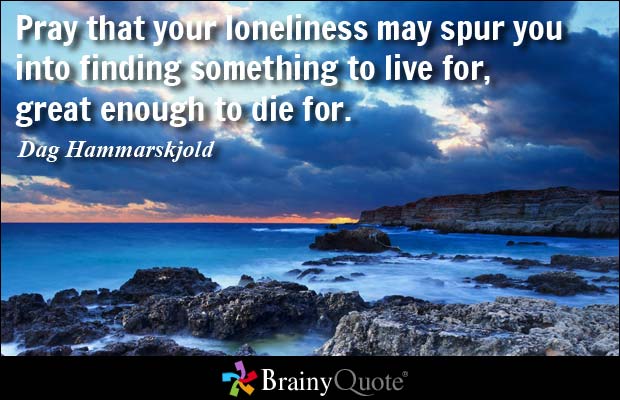 Pray that your loneliness may spur you
into finding something to live for,
great enough to die for.
Dag Hammarskjold
BrainyQuote®